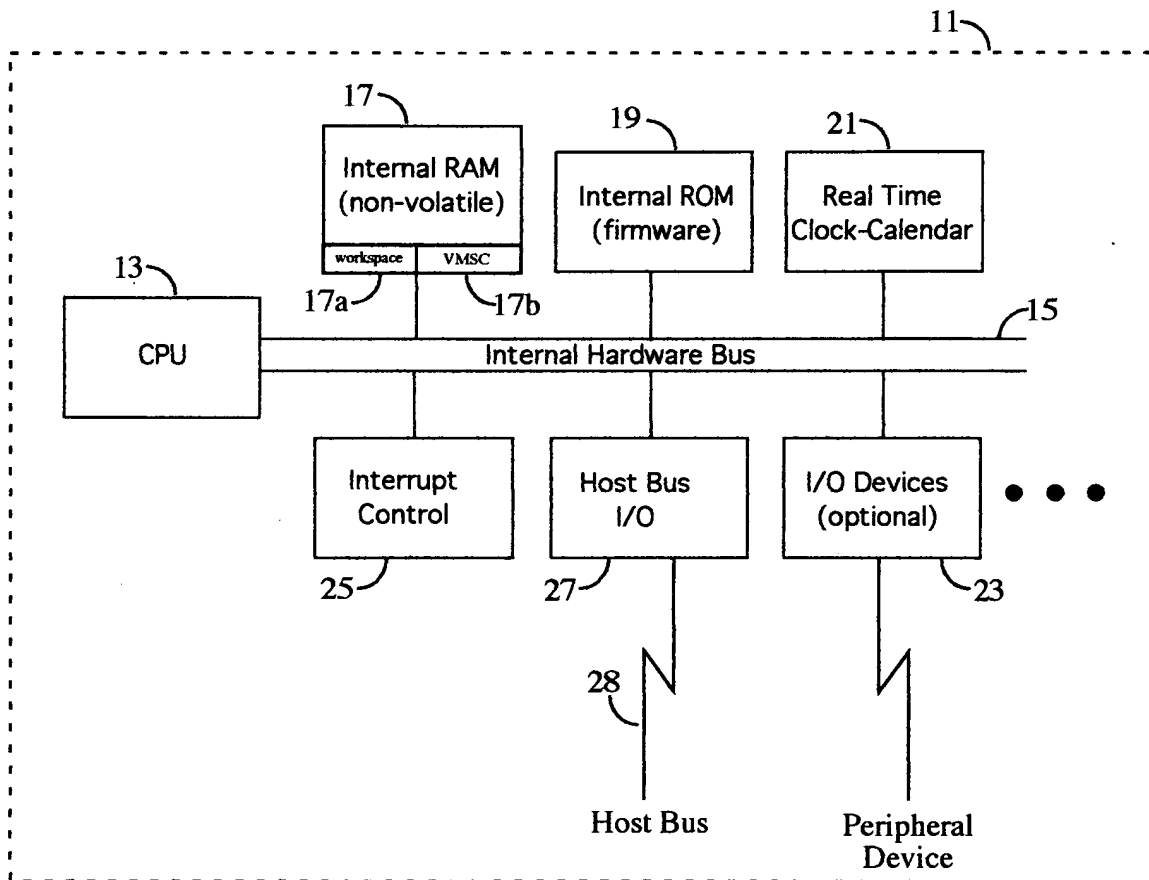 11
17
19
21
Internal RAM
(non-volatile)
workspace
VMSC
Internal ROM
(firmware)
Real Time
Clock-Calendar
13
17a
17b
15
CPU
Internal Hardware Bus
Interrupt
Control
Host Bus
I/O
I/O Devices
(optional)
25
27
23
28
Host Bus
Peripheral
Device